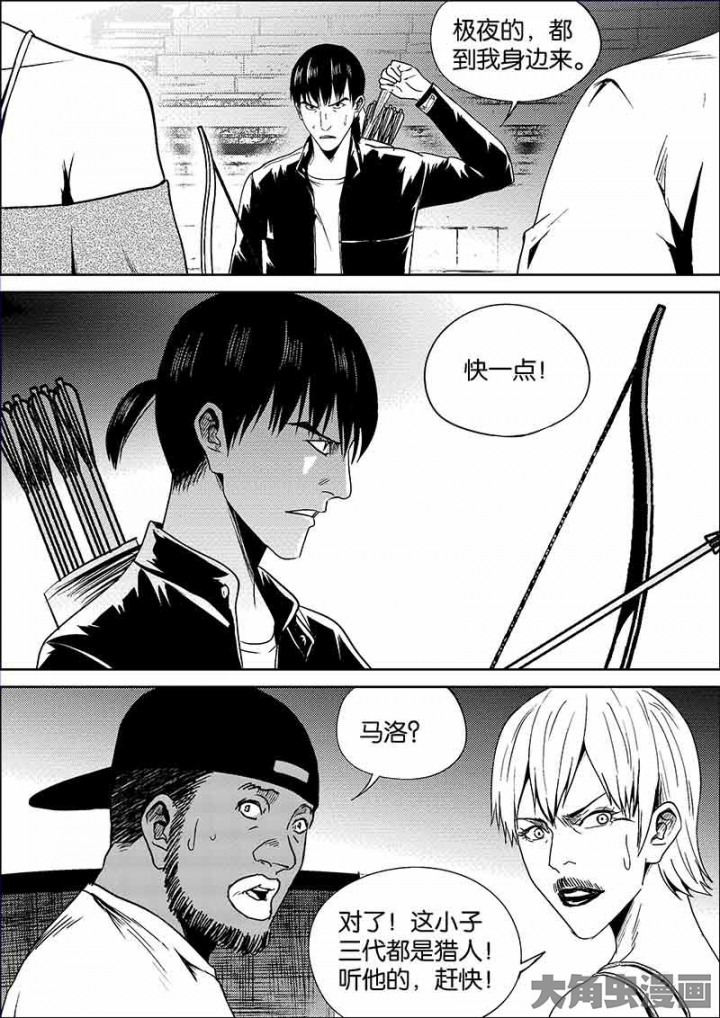 极夜的，都
到我身边来。
快一点！
马洛？
对了！这小子
三代都是猎人！
听他的，赶快！
大角虫漫画